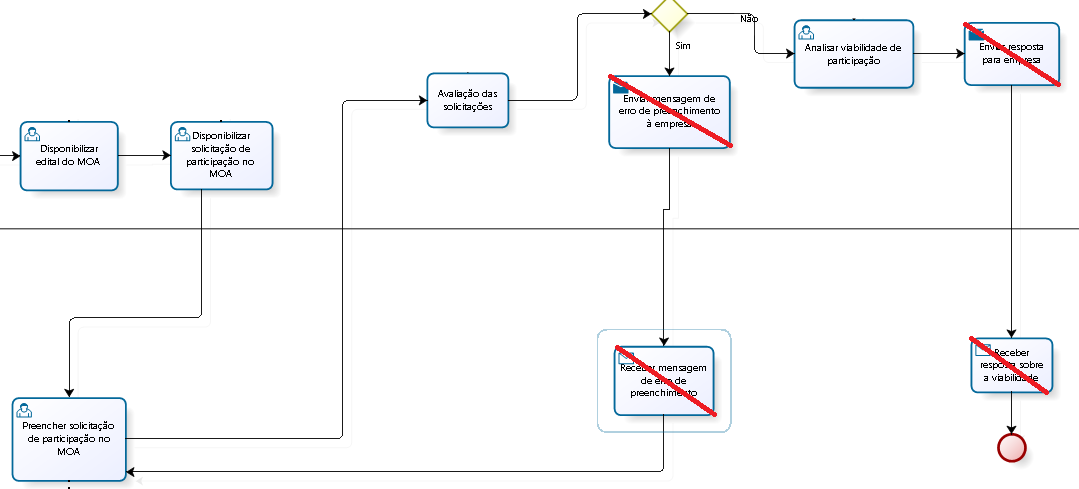 Não
Sim
Analisar viabilidade de
participação
Enviar resposta
para empresa
Avaliação das
solicitações
Enviar mensagem de
erro de preenchimento
à empresa
Disponibilizar
edital do MOA
Disponibilizar
solicitação de
participação no
MOA
Receber mensagem
de erro de
preenchimento
Receber
resposta sobre
a viabilidade
Preencher solicitação
de participação no
MOA